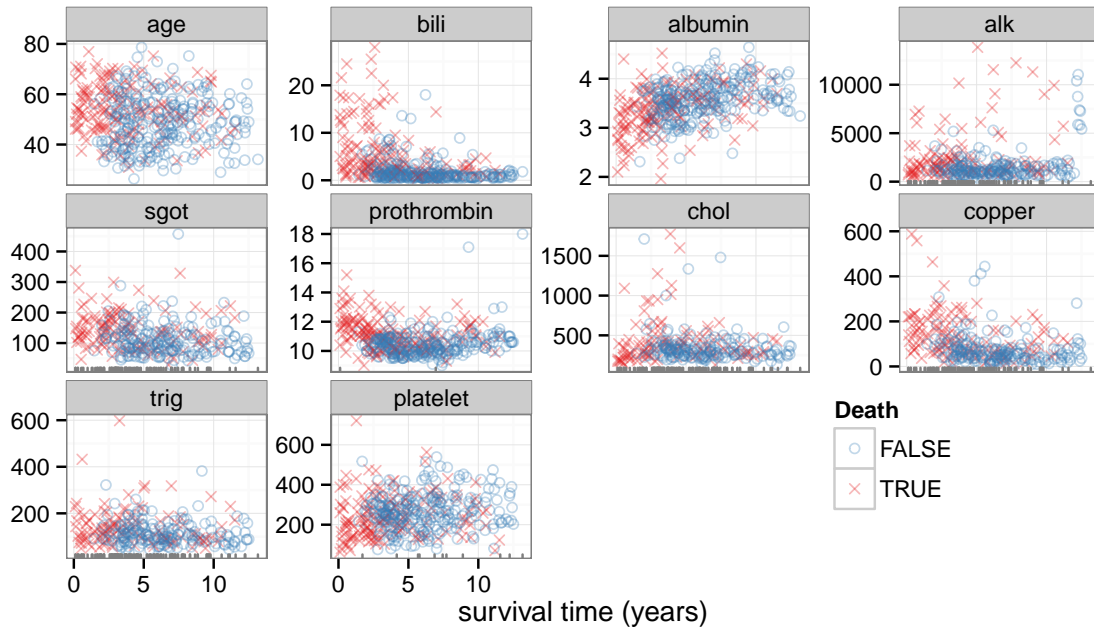 age
bili
albumin
alk
80
60
40
20
10
0
4
3
2
10000
5000
0
sgot
prothrombin
chol
copper
400
300
200
100
18
16
14
12
10
1500
1000
500
600
400
200
0
trig
platelet
600
400
200
600
400
200
0
5
10
0
5
10
Death
FALSE
TRUE
survival time (years)